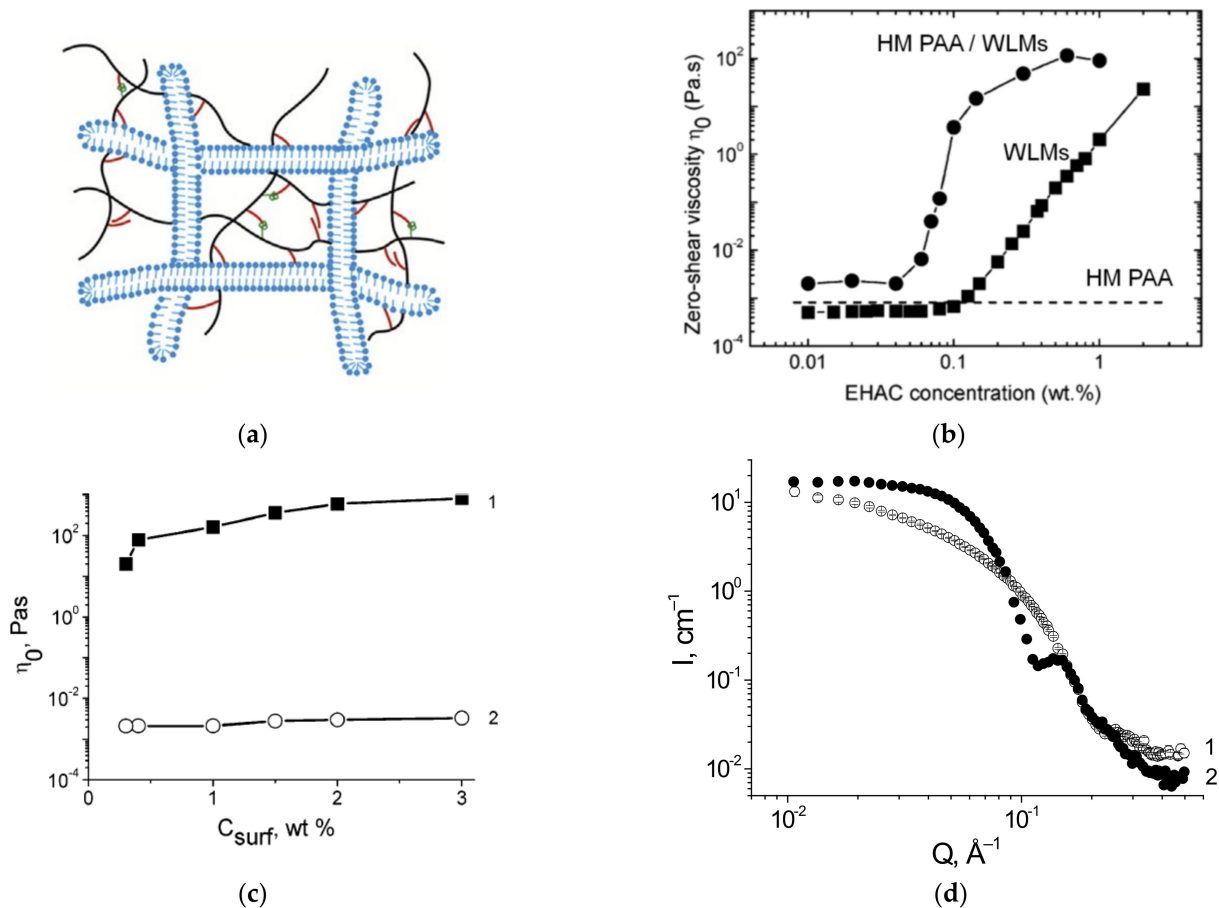 HM PAA / WLMs
WLMs
HM PAA
Zero-shear viscosity η0 (Pa.s)
10^2
10^0
10^-2
10^-4
0.01 0.1 1
EHAC concentration (wt.%)
(a) (b)
η0, Pas
10^2
10^0
10^-2
10^-4
1
2
0 1 2 3
Csurf, wt %
I, cm⁻¹
10^1
10^0
10^-1
10^-2
1
2
10^-2 10^-1
Q, Å⁻¹
(c) (d)